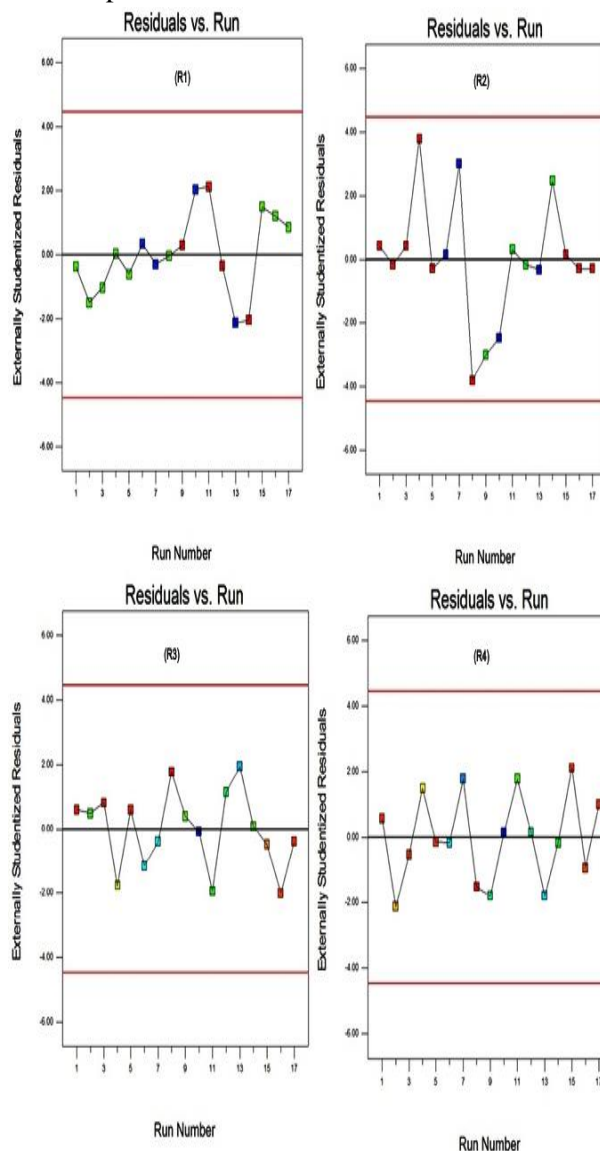 Residuals vs. Run
(R1)
Externally Studentized Residuals
6.00
4.00
2.00
0.00
-2.00
-4.00
-6.00
1 3 5 7 9 11 13 15 17
Run Number
Residuals vs. Run
(R2)
Externally Studentized Residuals
6.00
4.00
2.00
0.00
-2.00
-4.00
-6.00
1 3 5 7 9 11 13 15 17
Run Number
Residuals vs. Run
(R3)
Externally Studentized Residuals
6.00
4.00
2.00
0.00
-2.00
-4.00
-6.00
1 3 5 7 9 11 13 15 17
Run Number
Residuals vs. Run
(R4)
Externally Studentized Residuals
6.00
4.00
2.00
0.00
-2.00
-4.00
-6.00
1 3 5 7 9 11 13 15 17
Run Number